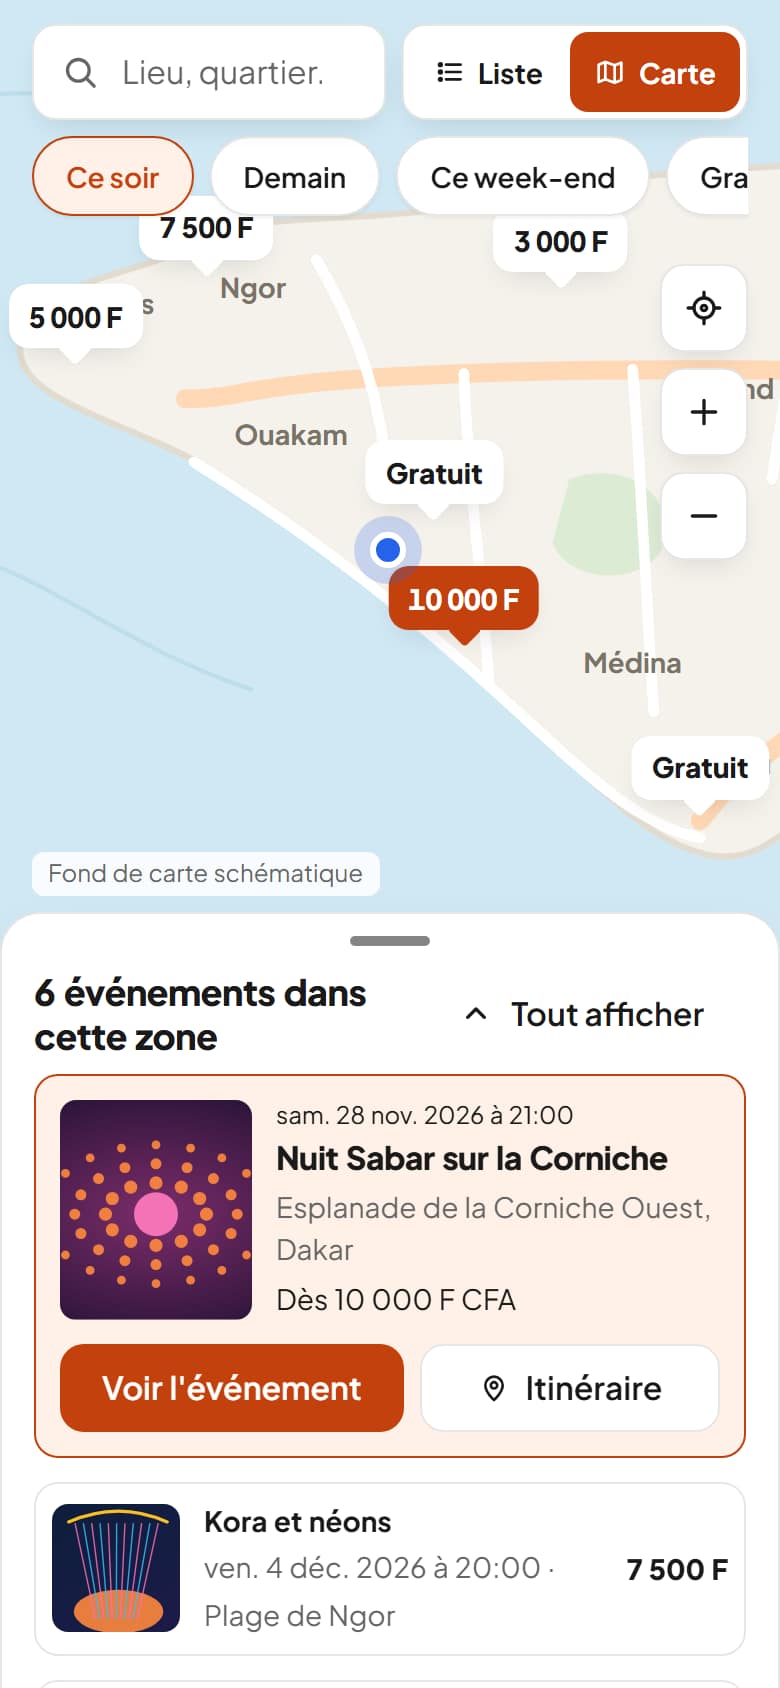 Lieu, quartier.
Liste
Carte
Ce soir
Demain
Ce week-end
Gra
7 500 F
3 000 F
5 000 F
s
Ngor
nd
Ouakam
Gratuit
10 000 F
Médina
Gratuit
Fond de carte schématique
6 événements dans
cette zone
Tout afficher
sam. 28 nov. 2026 à 21:00
Nuit Sabar sur la Corniche
Esplanade de la Corniche Ouest,
Dakar
Dès 10 000 F CFA
Voir l'événement
Itinéraire
Kora et néons
ven. 4 déc. 2026 à 20:00 ·
Plage de Ngor
7 500 F